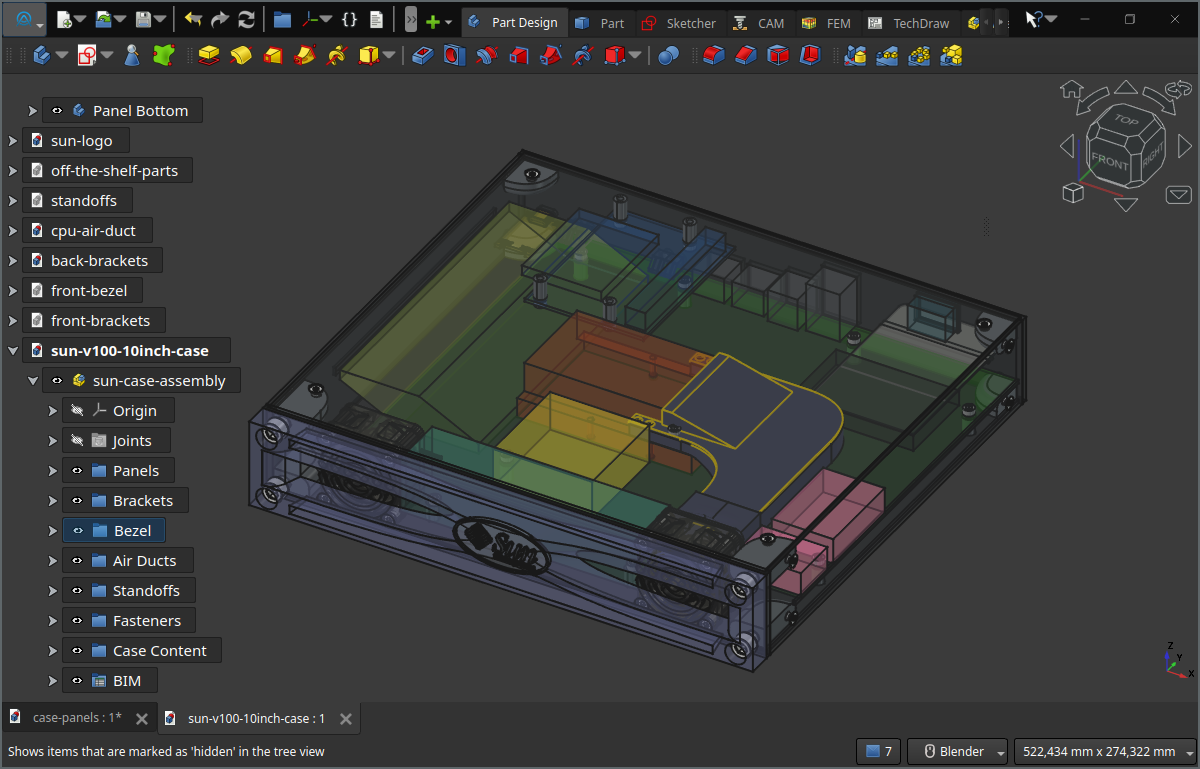 Part Design
Part
Sketcher
CAM
FEM
TechDraw
Panel Bottom
sun-logo
off-the-shelf-parts
standoffs
cpu-air-duct
back-brackets
front-bezel
front-brackets
sun-v100-10inch-case
sun-case-assembly
Origin
Joints
Panels
Brackets
Bezel
Air Ducts
Standoffs
Fasteners
Case Content
BIM
TOP
FRONT
RIGHT
Sun
Z
Y
X
case-panels : 1*
sun-v100-10inch-case : 1
Shows items that are marked as 'hidden' in the tree view
7
Blender
522,434 mm x 274,322 mm